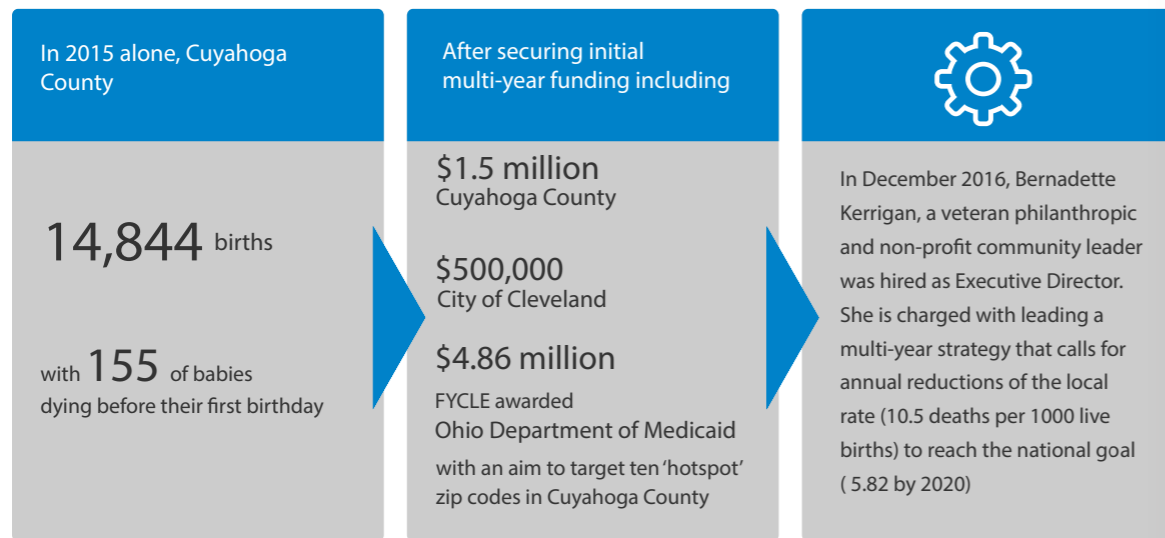 In 2015 alone, Cuyahoga
County
14,844 births
with 155 of babies
dying before their first birthday
After securing initial
multi-year funding including
$1.5 million
Cuyahoga County
$500,000
City of Cleveland
$4.86 million
FYCLE awarded
Ohio Department of Medicaid
with an aim to target ten ‘hotspot’
zip codes in Cuyahoga County
In December 2016, Bernadette
Kerrigan, a veteran philanthropic
and non-profit community leader
was hired as Executive Director.
She is charged with leading a
multi-year strategy that calls for
annual reductions of the local
rate (10.5 deaths per 1000 live
births) to reach the national goal
( 5.82 by 2020)